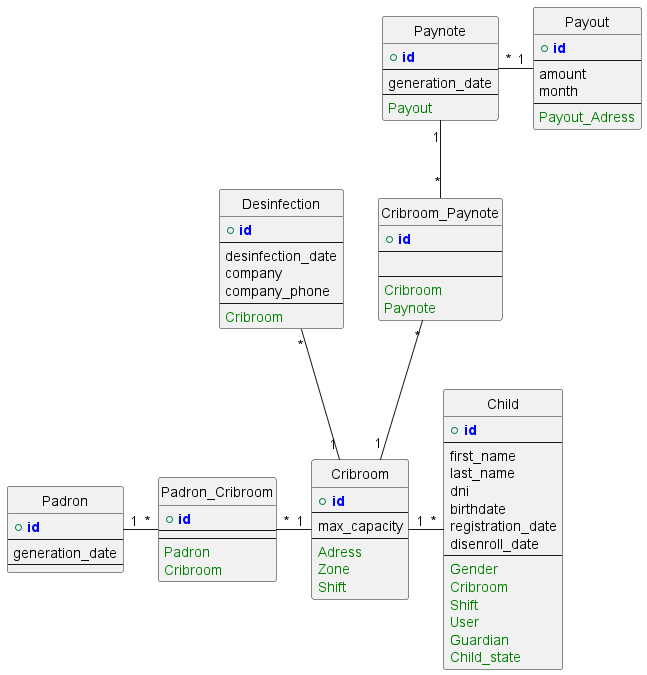 Paynote
id
generation_date
Payout
* 1
Payout
id
amount
month
Payout_Adress
1
*
Desinfection
id
desinfection_date
company
company_phone
Cribroom
*
1
Cribroom_Paynote
id
Cribroom
Paynote
*
1
Child
id
first_name
last_name
dni
birthdate
registration_date
disenroll_date
Gender
Cribroom
Shift
User
Guardian
Child_state
Padron
id
generation_date
1 *
Padron_Cribroom
id
Padron
Cribroom
* 1
Cribroom
id
max_capacity
Adress
Zone
Shift
1 *